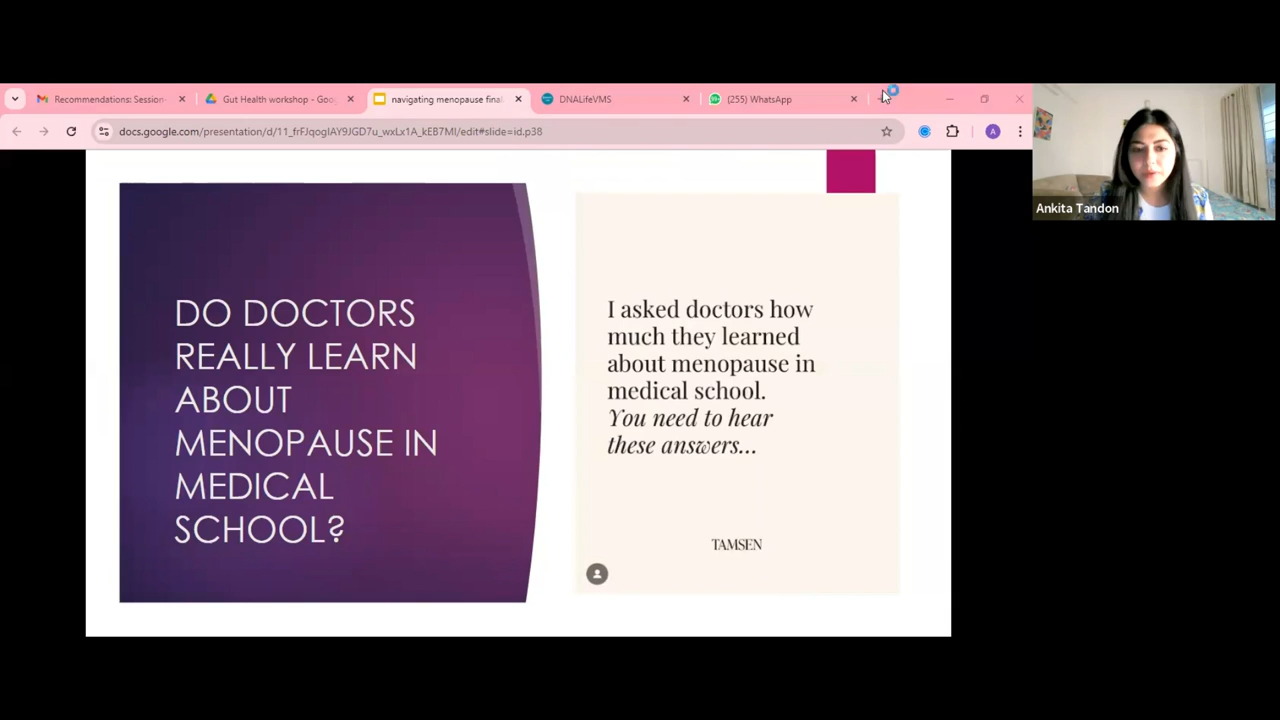 Recommendations: Session
Gut Health workshop - Goo
navigating menopause final
DNALifeVMS
(255) WhatsApp
docs.google.com/presentation/d/11_frFJqogIAY9JGD7u_wxLx1A_kEB7MI/edit#slide=id.p38
A
Ankita Tandon
DO DOCTORS
REALLY LEARN
ABOUT
MENOPAUSE IN
MEDICAL
SCHOOL?
I asked doctors how
much they learned
about menopause in
medical school.
You need to hear
these answers...
TAMSEN